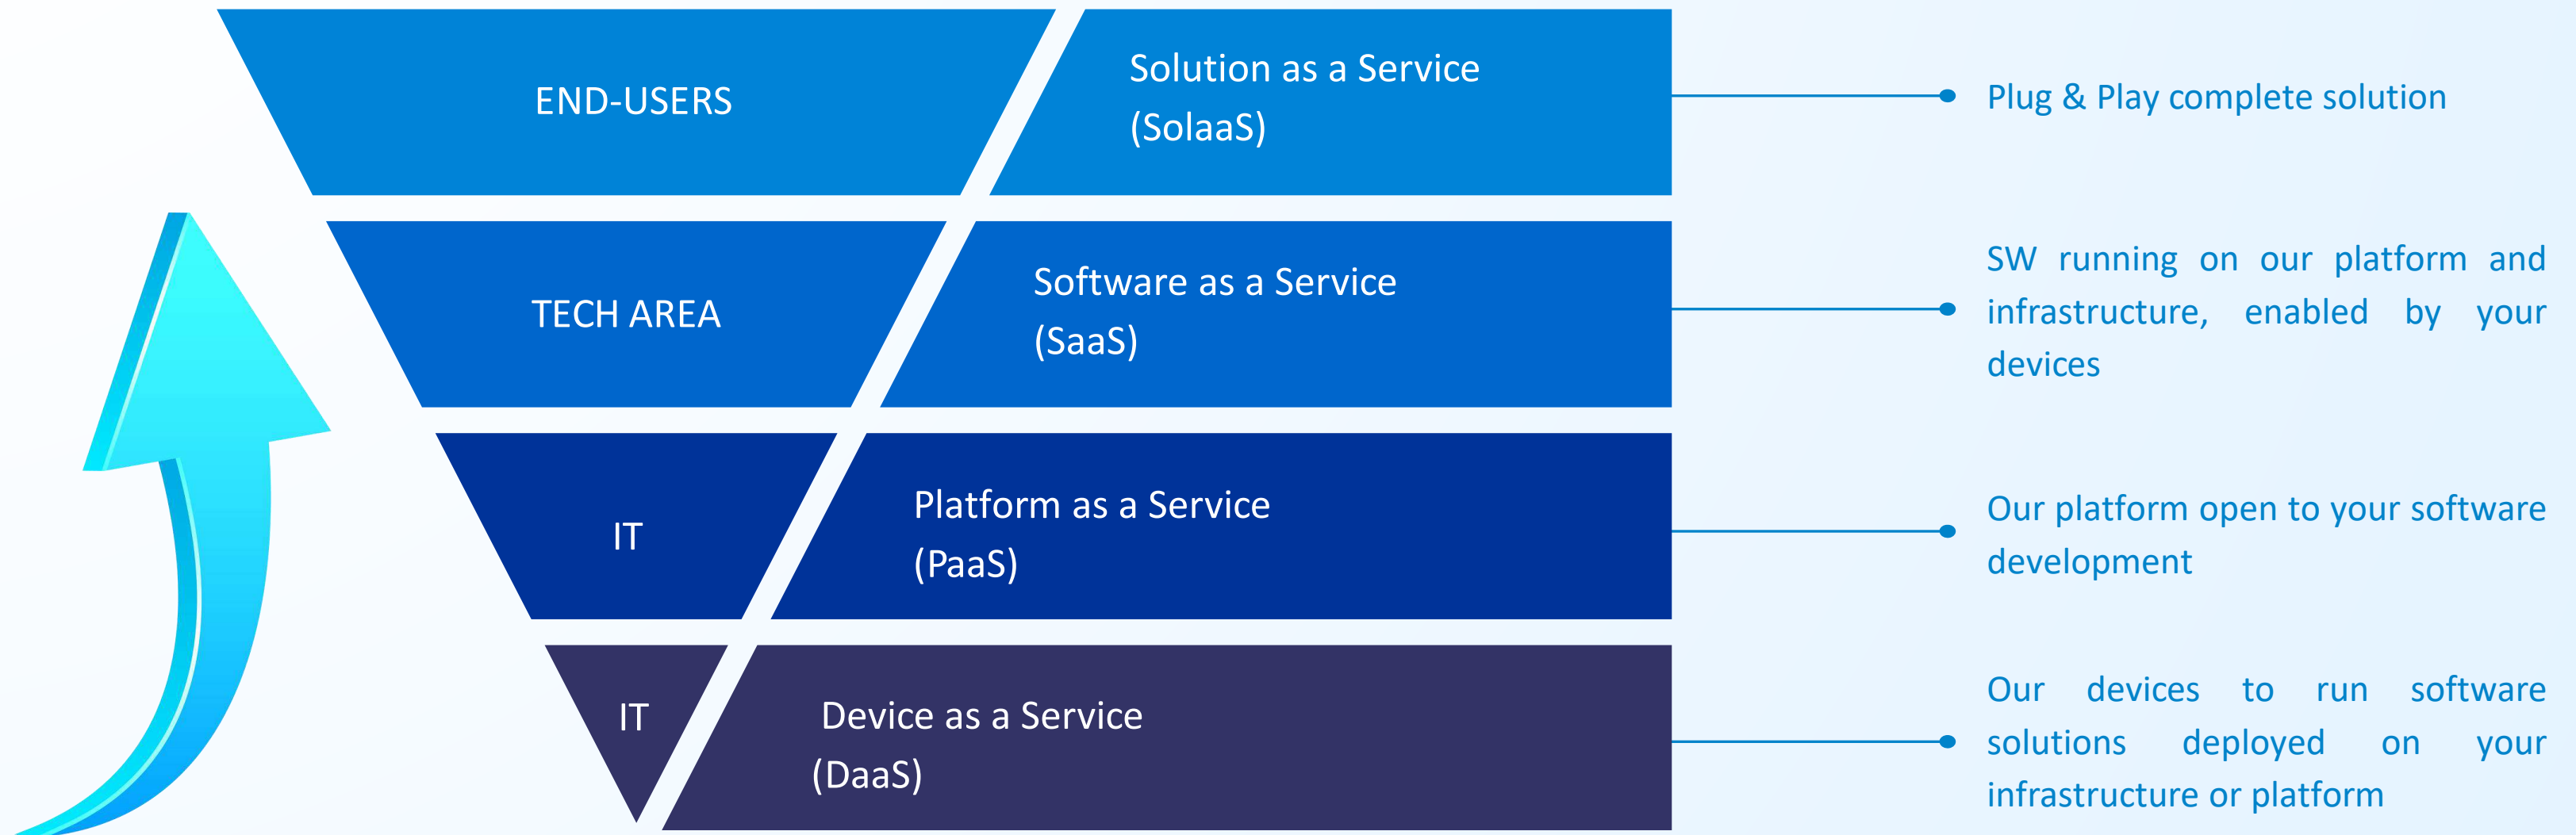 END-USERS
Solution as a Service
(SolaaS)
Plug & Play complete solution
TECH AREA
Software as a Service
(SaaS)
SW running on our platform and
infrastructure, enabled by your
devices
IT
Platform as a Service
(PaaS)
Our platform open to your software
development
IT
Device as a Service
(DaaS)
Our devices to run software
solutions deployed on your
infrastructure or platform